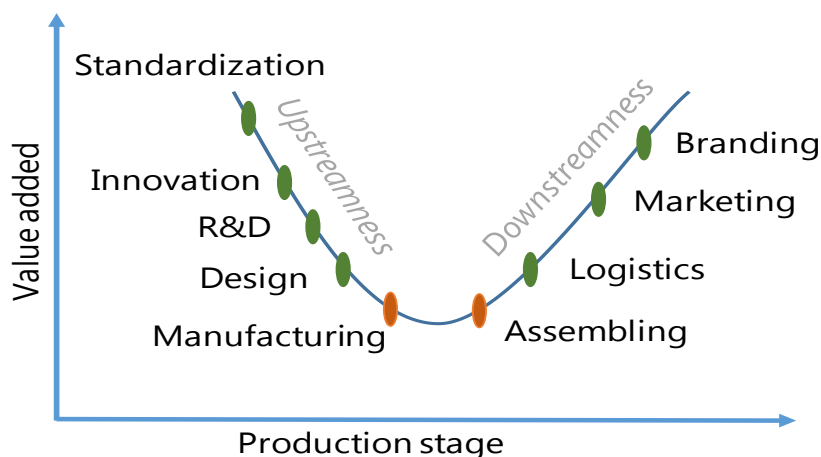 Standardization
Upstreamness
Downstreamness
Branding
Innovation
Marketing
R&D
Design
Logistics
Manufacturing
Assembling
Value added
Production stage